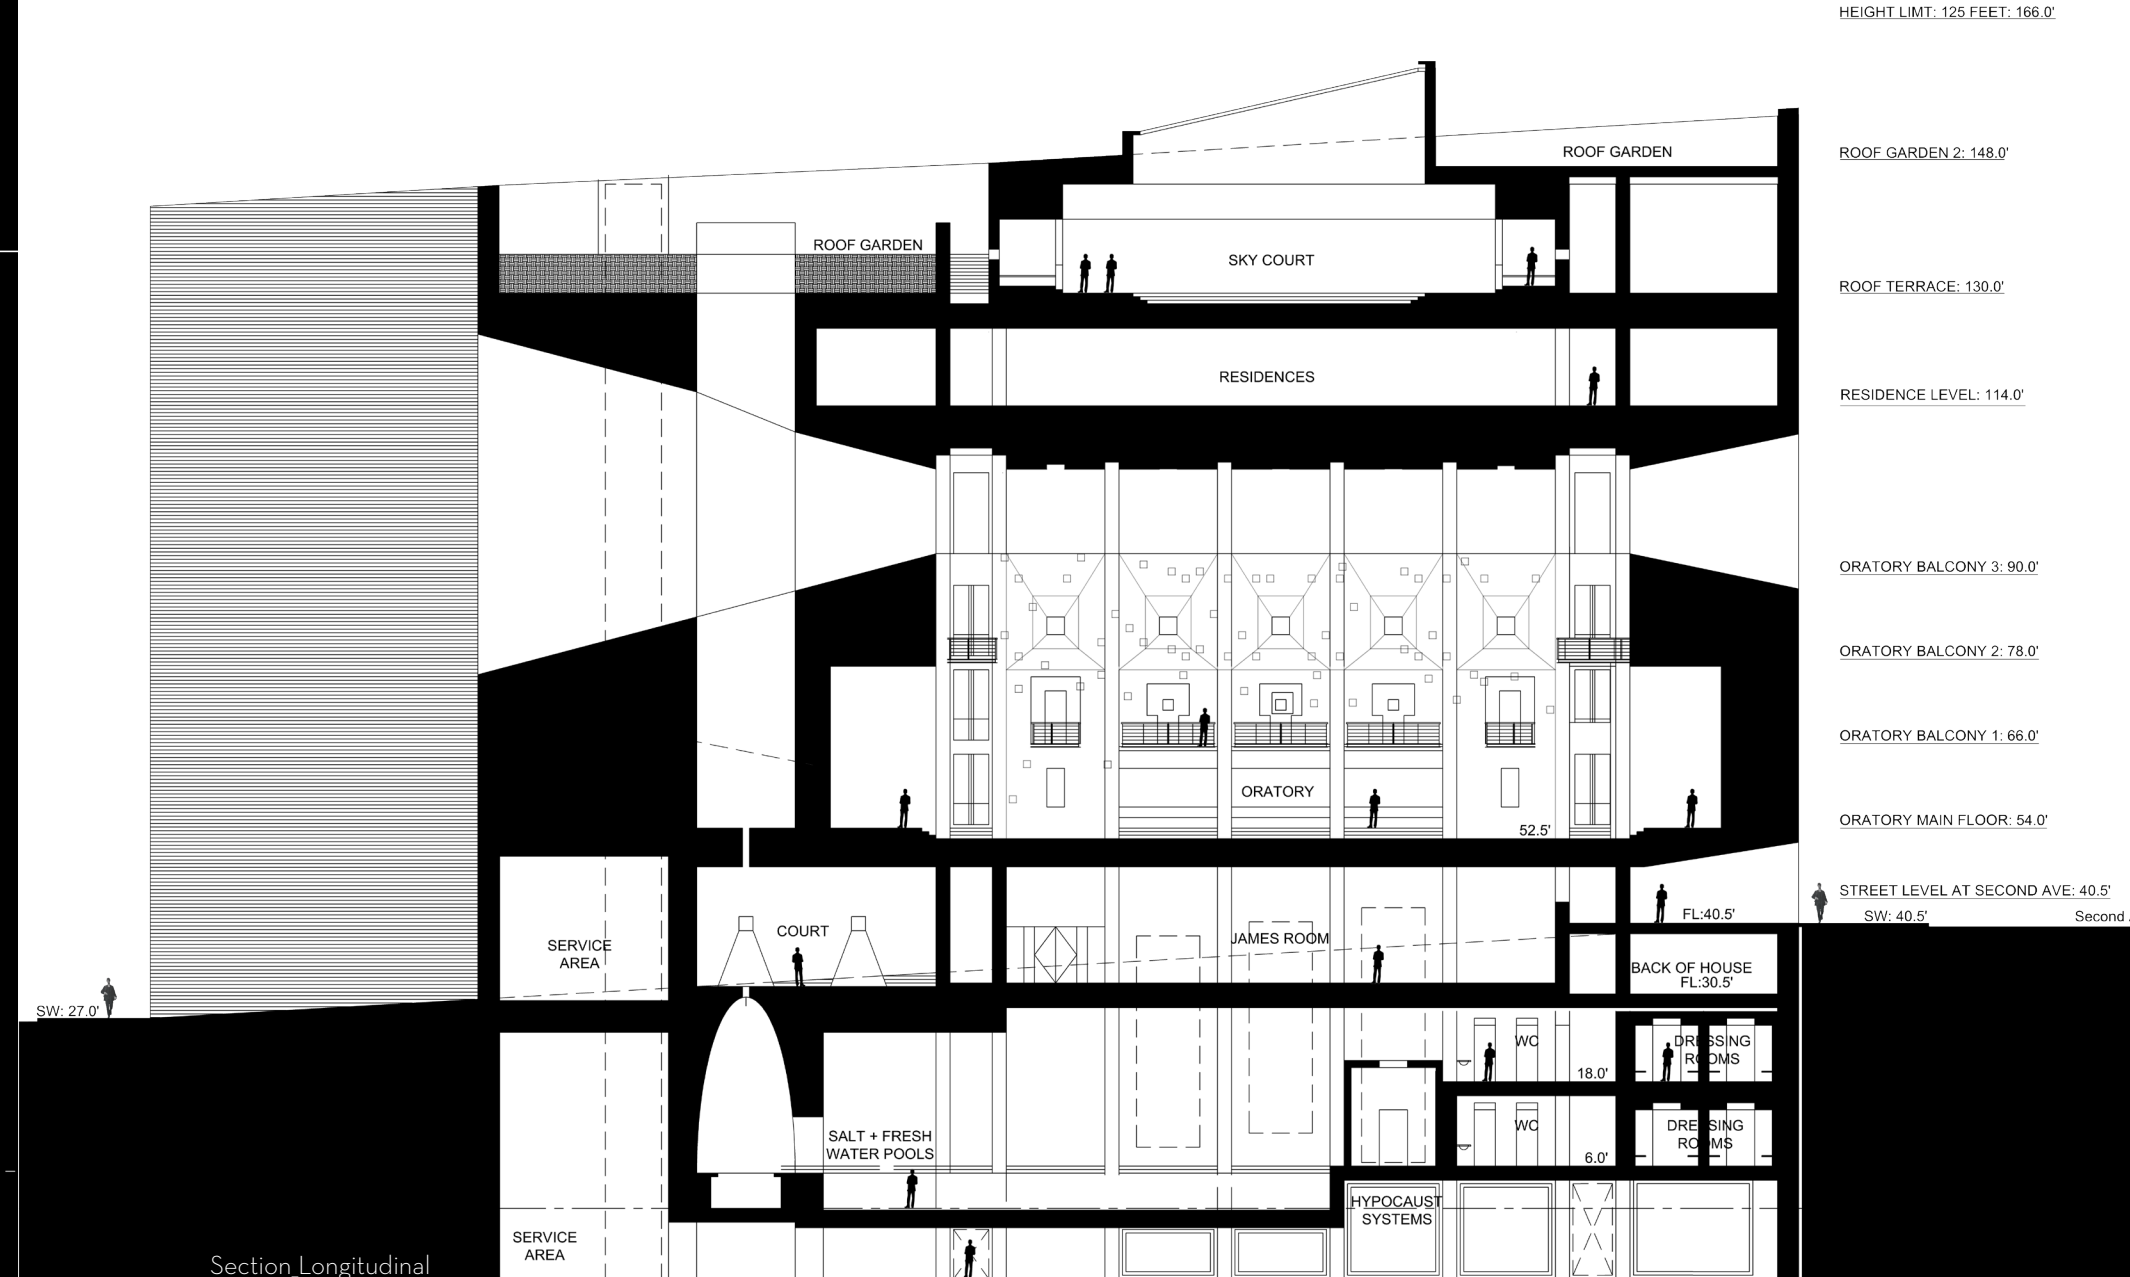 HEIGHT LIMT: 125 FEET: 166.0'
ROOF GARDEN
ROOF GARDEN 2: 148.0'
ROOF GARDEN
SKY COURT
ROOF TERRACE: 130.0'
RESIDENCES
RESIDENCE LEVEL: 114.0'
ORATORY BALCONY 3: 90.0'
ORATORY BALCONY 2: 78.0'
ORATORY BALCONY 1: 66.0'
ORATORY
52.5'
ORATORY MAIN FLOOR: 54.0'
STREET LEVEL AT SECOND AVE: 40.5'
FL:40.5'
SW: 40.5'
Second
COURT
JAMES ROOM
SERVICE
AREA
BACK OF HOUSE
FL:30.5'
SW: 27.0'
WC
DRESSING
ROOMS
18.0'
SALT + FRESH
WATER POOLS
WC
DRESSING
ROOMS
6.0'
HYPOCAUST
SYSTEMS
SERVICE
AREA
Section Longitudinal